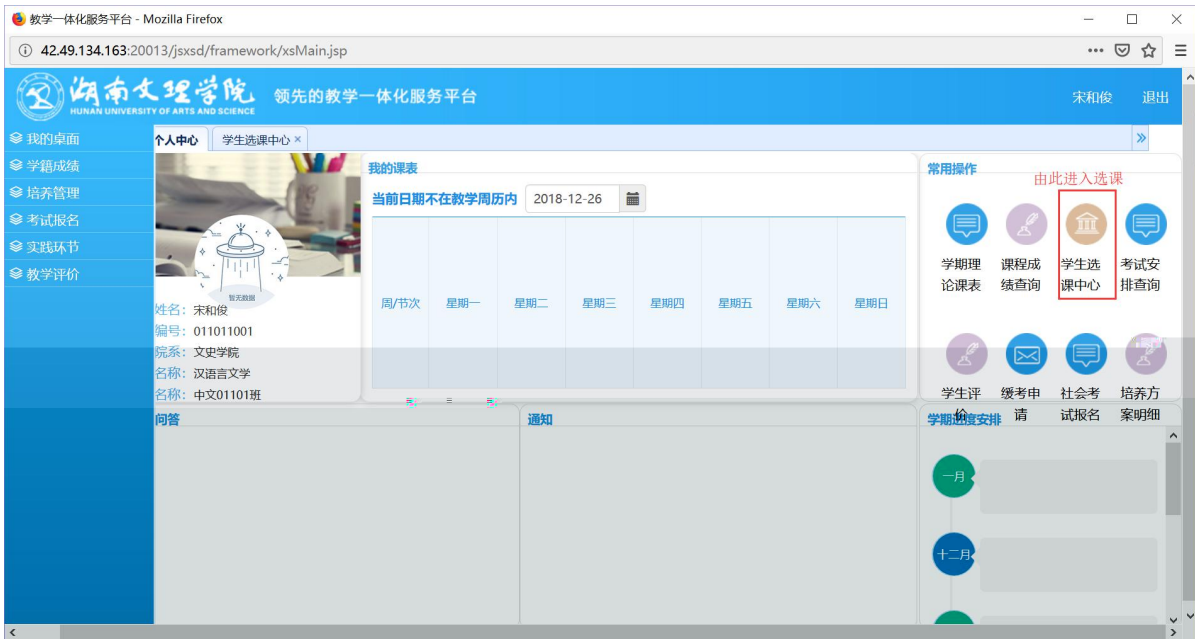 教学一体化服务平台 - Mozilla Firefox
42.49.134.163:20013/jsxsd/framework/xsMain.jsp
湖南文理学院
HUNAN UNIVERSITY OF ARTS AND SCIENCE
领先的教学一体化服务平台
宋和俊 退出
我的桌面
学籍成绩
培养管理
考试报名
实践环节
教学评价
个人中心 学生选课中心 ×
暂无数据
姓名: 宋和俊
编号: 011011001
院系: 文史学院
名称: 汉语言文学
名称: 中文01101班
我的课表
当前日期不在教学周历内 2018-12-26
周/节次 星期一 星期二 星期三 星期四 星期五 星期六 星期日
常用操作
由此进入选课
学期理
论课表
课程成
绩查询
学生选
课中心
考试安
排查询
学生评
价
缓考申
请
社会考
试报名
培养方
案明细
问答
通知
学期进度安排
一月
十二月